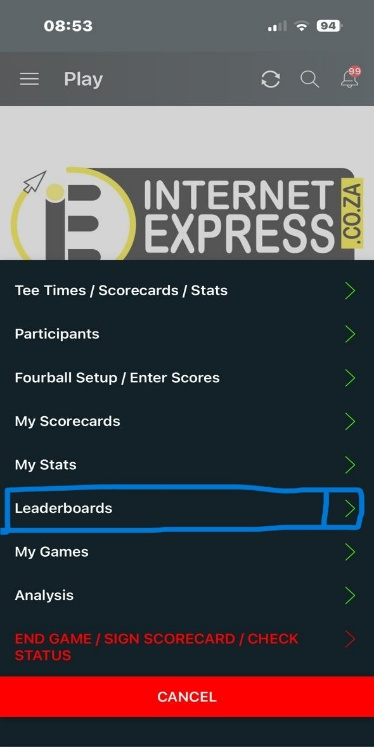 08:53
94
Play
99
INTERNET
EXPRESS
.CO.ZA
iE
Tee Times / Scorecards / Stats
Participants
Fourball Setup / Enter Scores
My Scorecards
My Stats
Leaderboards
My Games
Analysis
END GAME / SIGN SCORECARD / CHECK
STATUS
CANCEL